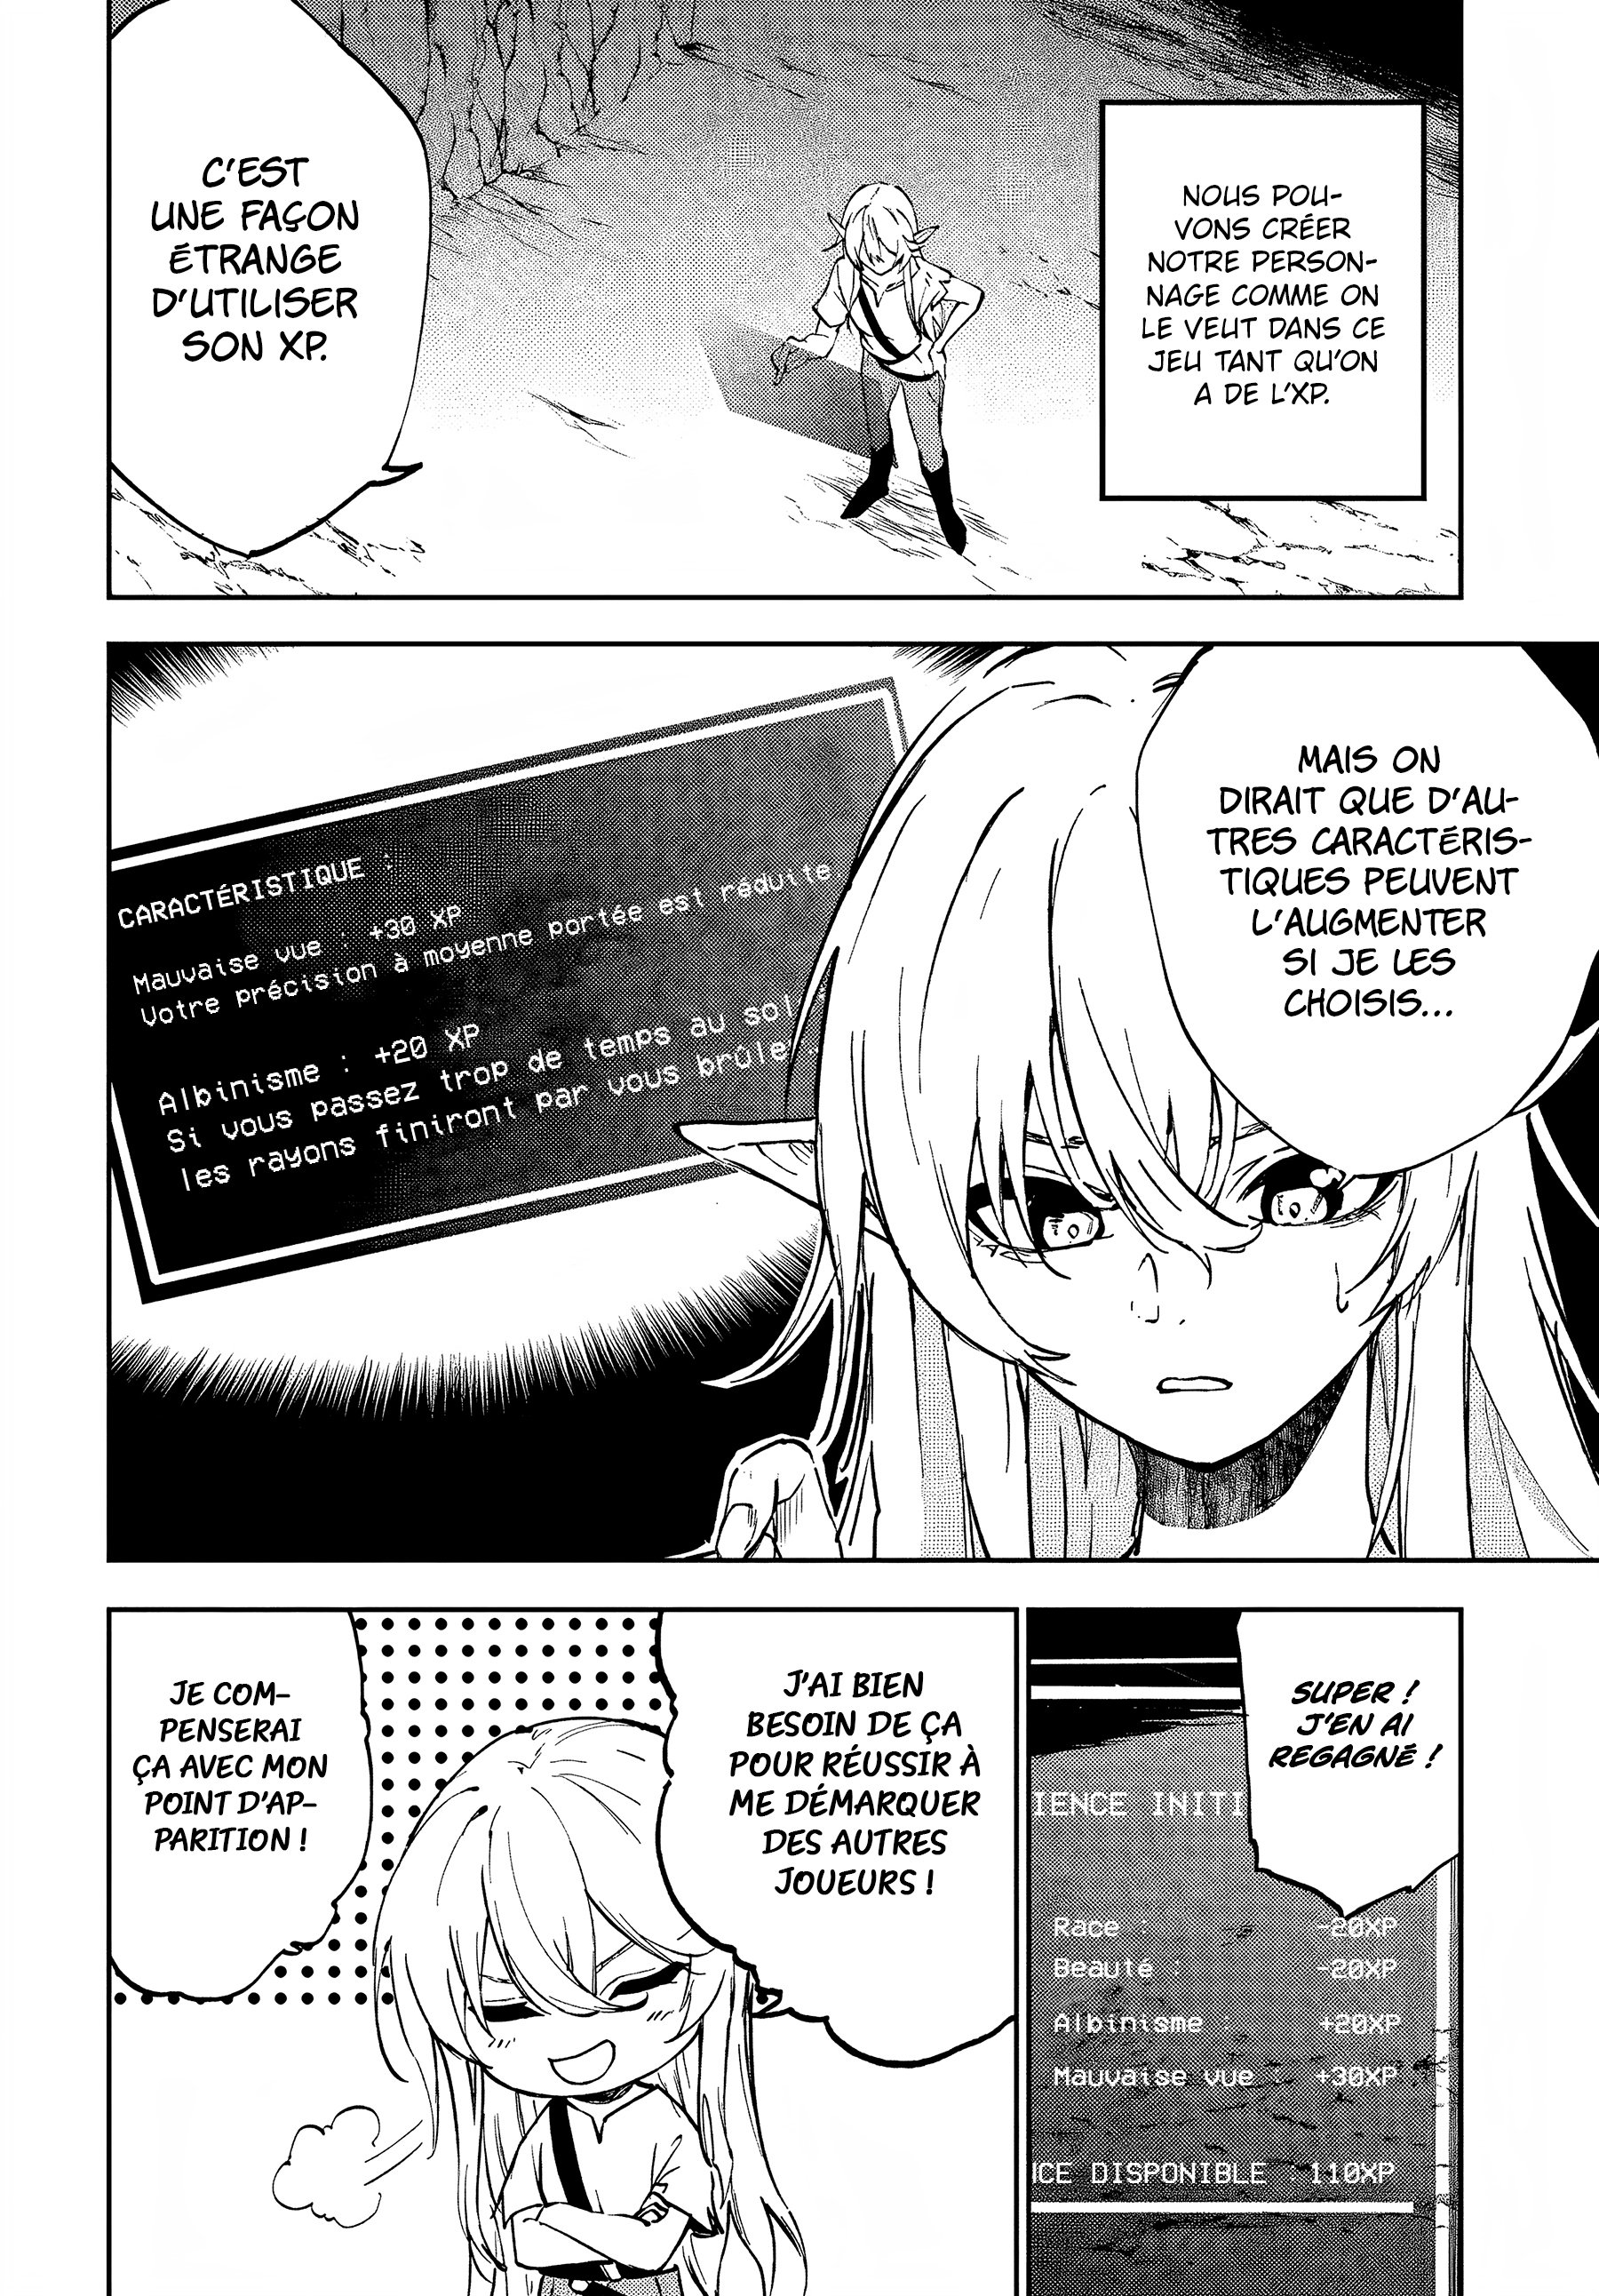 NOUS POU-
VONS CRÉER
NOTRE PERSON-
NAGE COMME ON
LE VEUT DANS CE
JEU TANT QU'ON
A DE L'XP.
C'EST
UNE FAÇON
ÉTRANGE
D'UTILISER
SON XP.
MAIS ON
DIRAIT QUE D'AU-
TRES CARACTÉRIS-
TIQUES PEUVENT
L'AUGMENTER
SI JE LES
CHOISIS...
CARACTÉRISTIQUE :
Mauvaise vue : +30 XP
Votre précision à moyenne portée est réduite
Albinisme : +20 XP
Si vous passez trop de temps au sol
les rayons finiront par vous brûle
SUPER !
J'EN AI
REGAGNÉ !
IENCE INITI
Race : -20XP
Beauté -20XP
Albinisme : +20XP
Mauvaise vue : +30XP
CE DISPONIBLE : 110XP
J'AI BIEN
BESOIN DE ÇA
POUR RÉUSSIR À
ME DÉMARQUER
DES AUTRES
JOUEURS !
JE COM-
PENSERAI
ÇA AVEC MON
POINT D'AP-
PARITION !